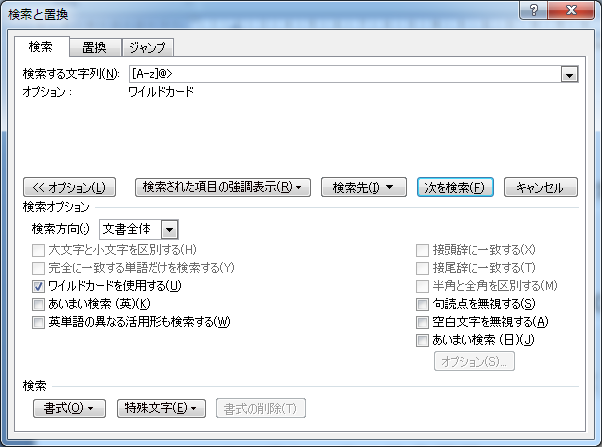 検索と置換
検索 置換 ジャンプ
検索する文字列(N): [A-z]@>
オプション： ワイルドカード
<< オプション(L) 検索された項目の強調表示(R) 検索先(I) 次を検索(F) キャンセル
検索オプション
検索方向(:) 文書全体
大文字と小文字を区別する(H) 接頭辞に一致する(X)
完全に一致する単語だけを検索する(Y) 接尾辞に一致する(T)
ワイルドカードを使用する(U) 半角と全角を区別する(M)
あいまい検索 (英)(K) 句読点を無視する(S)
英単語の異なる活用形も検索する(W) 空白文字を無視する(A)
あいまい検索 (日)(J)
オプション(S)...
検索
書式(O) 特殊文字(E) 書式の削除(T)